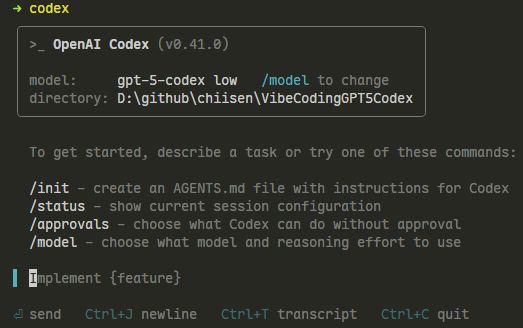 → codex
>_ OpenAI Codex (v0.41.0)
model: gpt-5-codex low /model to change
directory: D:\github\chiisen\VibeCodingGPT5Codex
To get started, describe a task or try one of these commands:
/init - create an AGENTS.md file with instructions for Codex
/status - show current session configuration
/approvals - choose what Codex can do without approval
/model - choose what model and reasoning effort to use
Implement {feature}
⏎ send Ctrl+J newline Ctrl+T transcript Ctrl+C quit